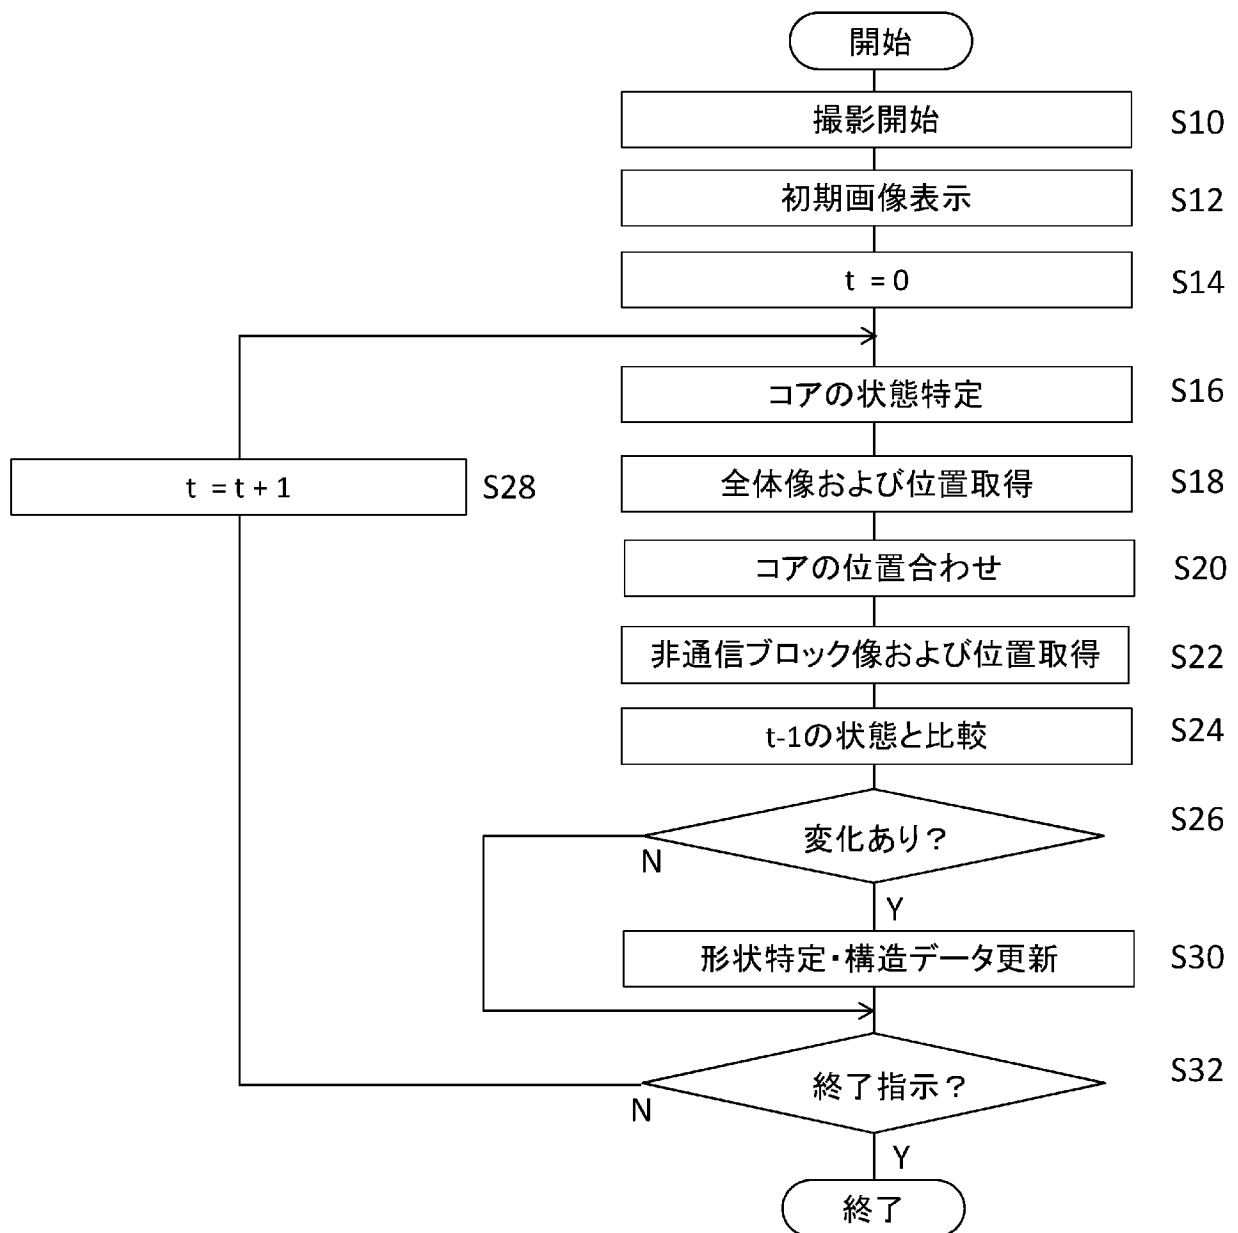 開始
撮影開始
S10
初期画像表示
S12
t = 0
S14
コアの状態特定
S16
全体像および位置取得
S18
t = t + 1
S28
コアの位置合わせ
S20
非通信ブロック像および位置取得
S22
t-1の状態と比較
S24
変化あり？
S26
N
Y
形状特定・構造データ更新
S30
終了指示？
S32
N
Y
終了